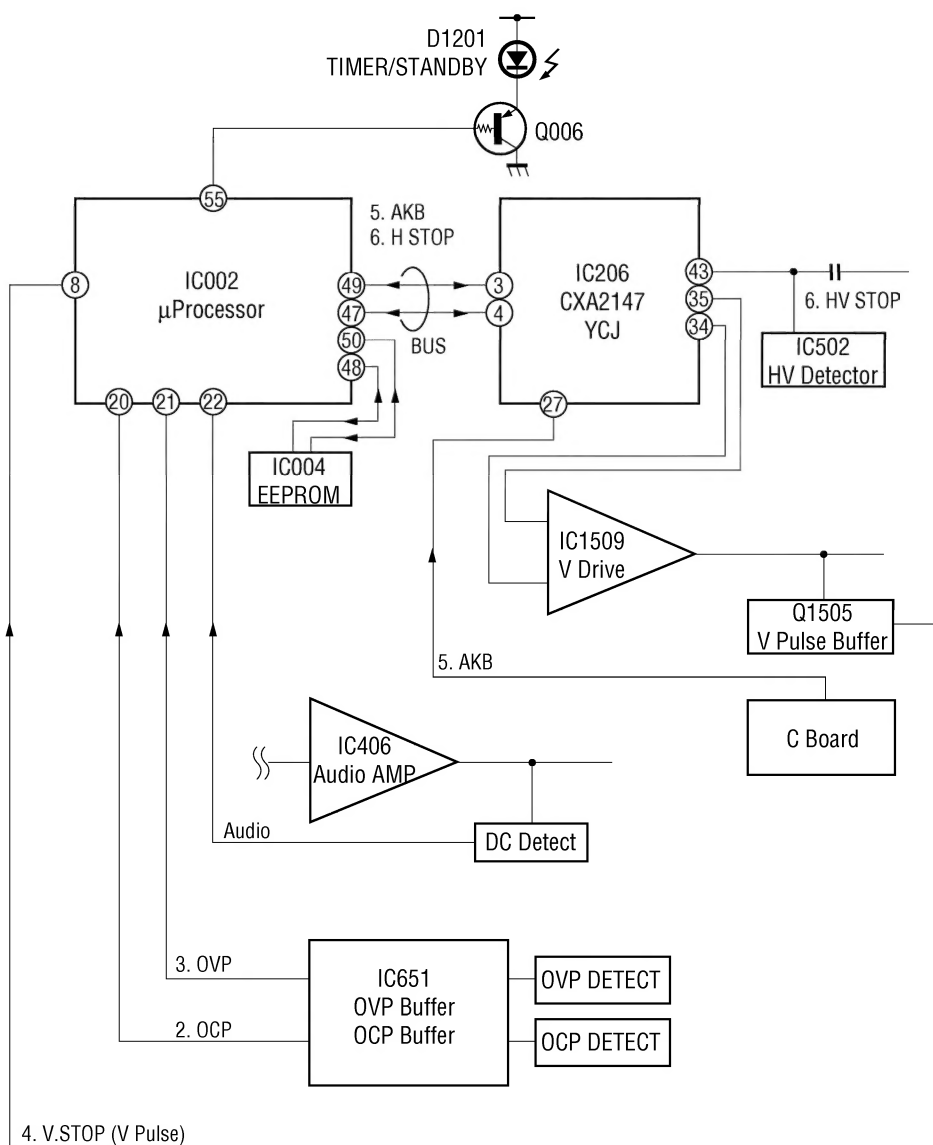 D1201
TIMER/STANDBY
Q006
55
5. AKB
6. H STOP
8
IC002
µProcessor
49
47
50
48
BUS
3
4
IC206
CXA2147
YCJ
43
35
34
6. HV STOP
IC502
HV Detector
20
21
22
27
IC004
EEPROM
IC1509
V Drive
Q1505
V Pulse Buffer
5. AKB
C Board
IC406
Audio AMP
Audio
DC Detect
3. OVP
2. OCP
IC651
OVP Buffer
OCP Buffer
OVP DETECT
OCP DETECT
4. V.STOP (V Pulse)